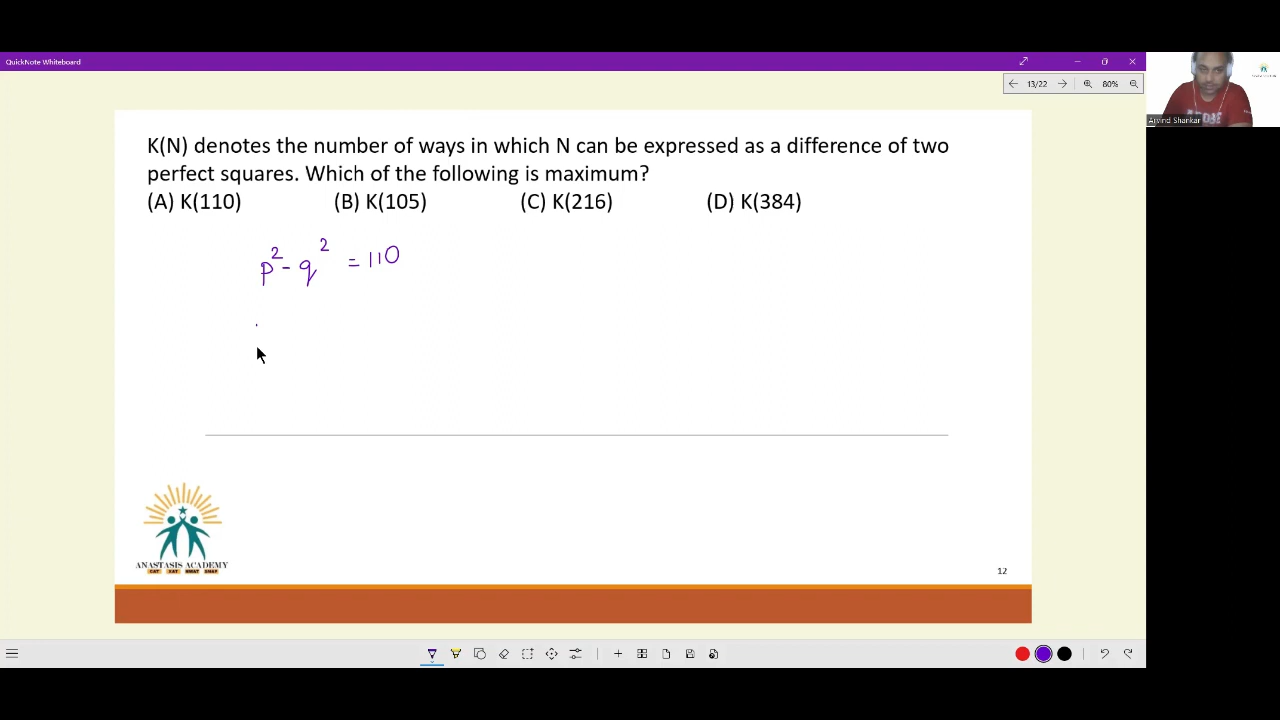 QuickNote Whiteboard
13/22
80%
Arvind Shankar
K(N) denotes the number of ways in which N can be expressed as a difference of two
perfect squares. Which of the following is maximum?
(A) K(110) (B) K(105) (C) K(216) (D) K(384)
p² - q² = 110
ANASTASIS ACADEMY
12